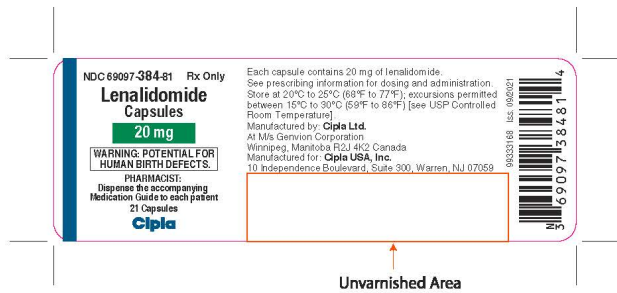 NDC 69097-384-81 Rx Only
Lenalidomide
Capsules
20 mg
WARNING: POTENTIAL FOR
HUMAN BIRTH DEFECTS.
PHARMACIST:
Dispense the accompanying
Medication Guide to each patient
21 Capsules
Cipla
Each capsule contains 20 mg of lenalidomide.
See prescribing information for dosing and administration.
Store at 20°C to 25°C (68°F to 77°F); excursions permitted
between 15°C to 30°C (59°F to 86°F) [see USP Controlled
Room Temperature].
Manufactured by: Cipla Ltd.
At M/s Genvion Corporation
Winnipeg, Manitoba R2J 4K2 Canada
Manufactured for: Cipla USA, Inc.
10 Independence Boulevard, Suite 300, Warren, NJ 07059
99333168 Iss. 09/2021
N
3 69097 38481 4
Unvarnished Area